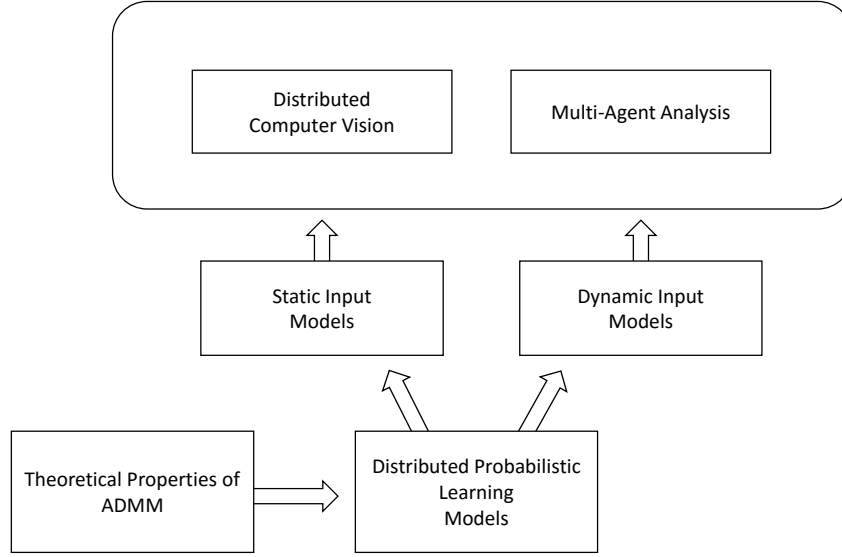 Distributed
Computer Vision
Multi-Agent Analysis
Static Input
Models
Dynamic Input
Models
Theoretical Properties of
ADMM
Distributed Probabilistic
Learning
Models